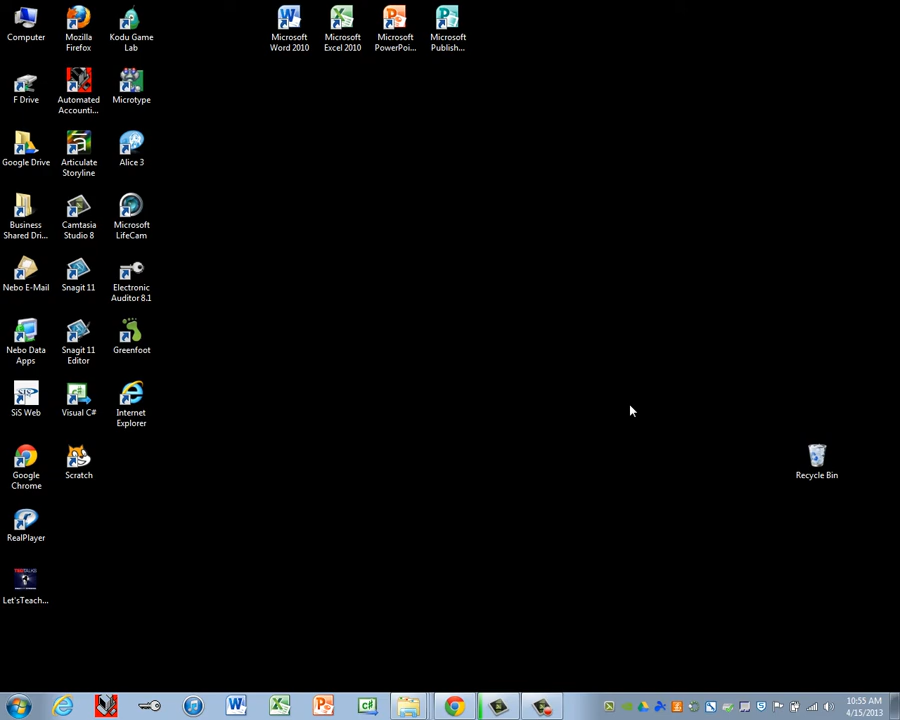 Computer
Mozilla
Firefox
Kodu Game
Lab
Microsoft
Word 2010
Microsoft
Excel 2010
Microsoft
PowerPoi...
Microsoft
Publish...
F Drive
Automated
Accounti...
Microtype
Google Drive
Articulate
Storyline
Alice 3
Business
Shared Dri...
Camtasia
Studio 8
Microsoft
LifeCam
Nebo E-Mail
Snagit 11
Electronic
Auditor 8.1
Nebo Data
Apps
Snagit 11
Editor
Greenfoot
SiS Web
Visual C#
Internet
Explorer
Google
Chrome
Scratch
Recycle Bin
RealPlayer
Let'sTeach...
10:55 AM
4/15/2013